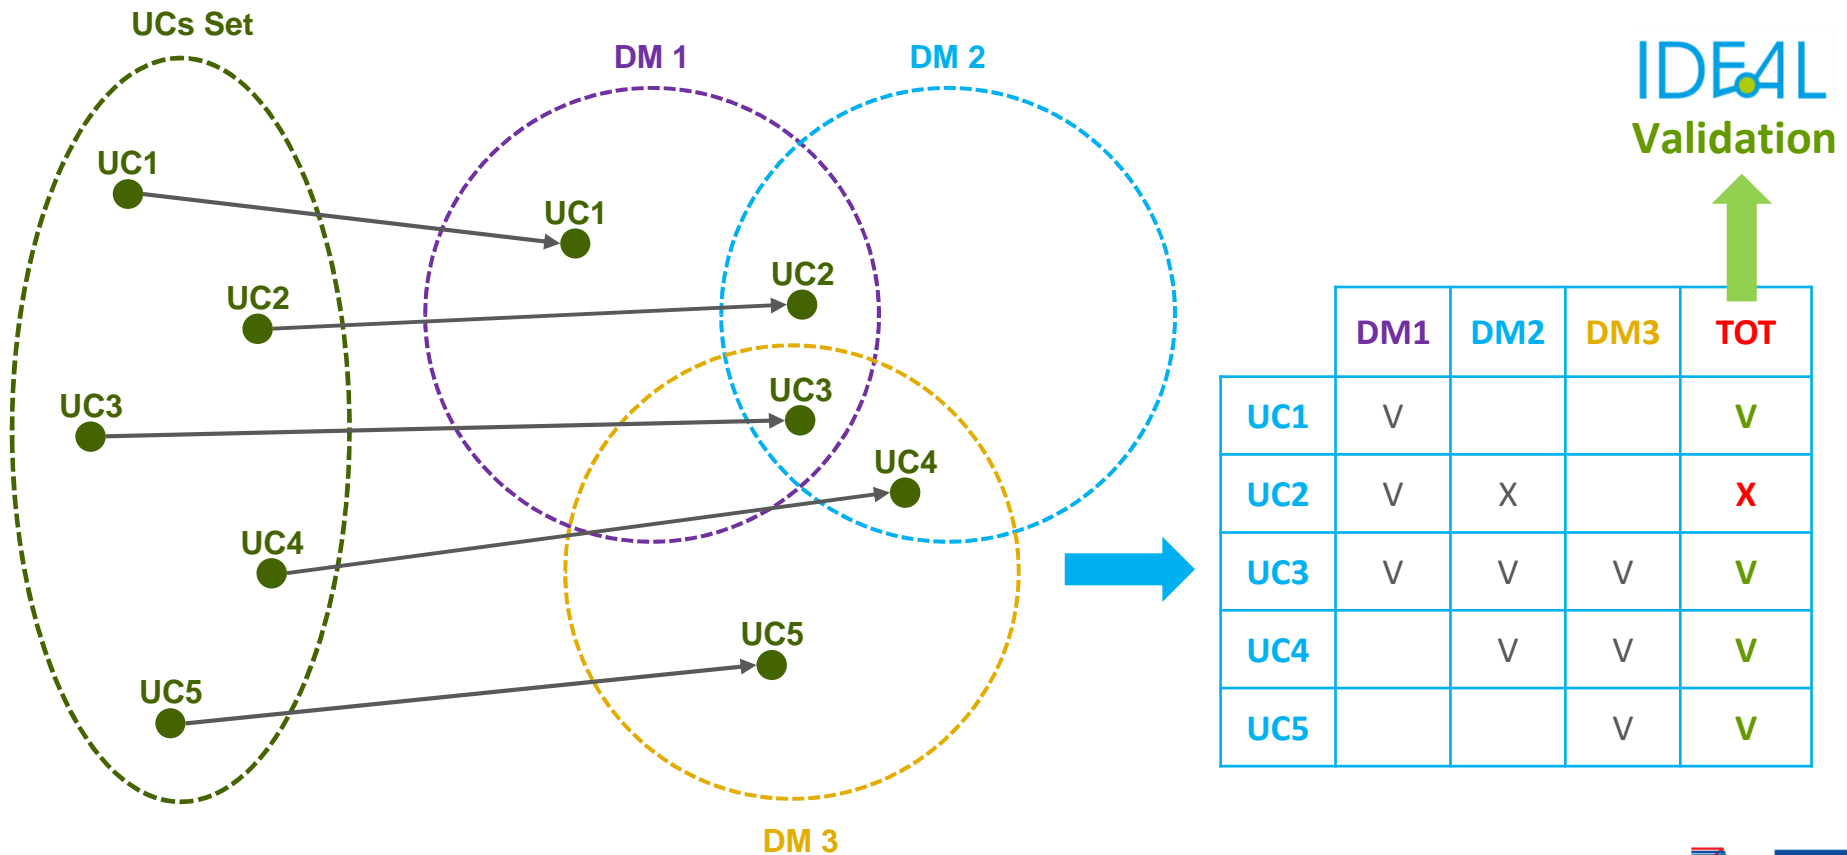 UCs Set
DM 1
DM 2
UC1
UC1
UC2
UC2
UC3
UC3
UC4
UC4
UC5
UC5
DM 3
IDE4L
Validation
DM1 DM2 DM3 TOT
UC1 V V
UC2 V X X
UC3 V V V V
UC4 V V V
UC5 V V